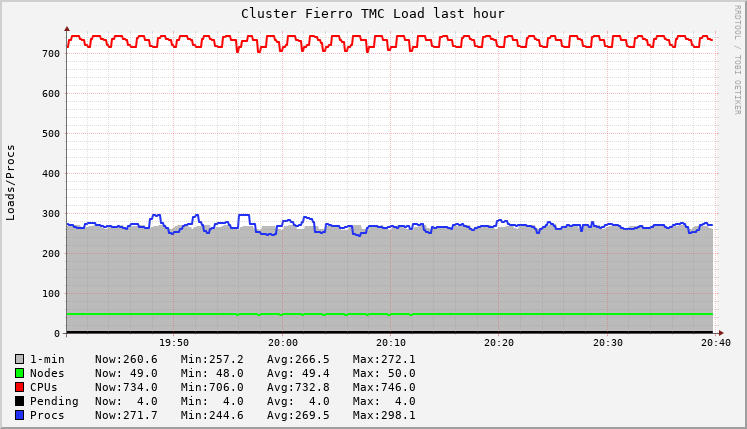 Cluster Fierro TMC Load last hour
RRDTOOL / TOBI OETIKER
Loads/Procs
700
600
500
400
300
200
100
0
19:50 20:00 20:10 20:20 20:30 20:40
1-min Now:260.6 Min:257.2 Avg:266.5 Max:272.1
Nodes Now: 49.0 Min: 48.0 Avg: 49.4 Max: 50.0
CPUs Now:734.0 Min:706.0 Avg:732.8 Max:746.0
Pending Now: 4.0 Min: 4.0 Avg: 4.0 Max: 4.0
Procs Now:271.7 Min:244.6 Avg:269.5 Max:298.1